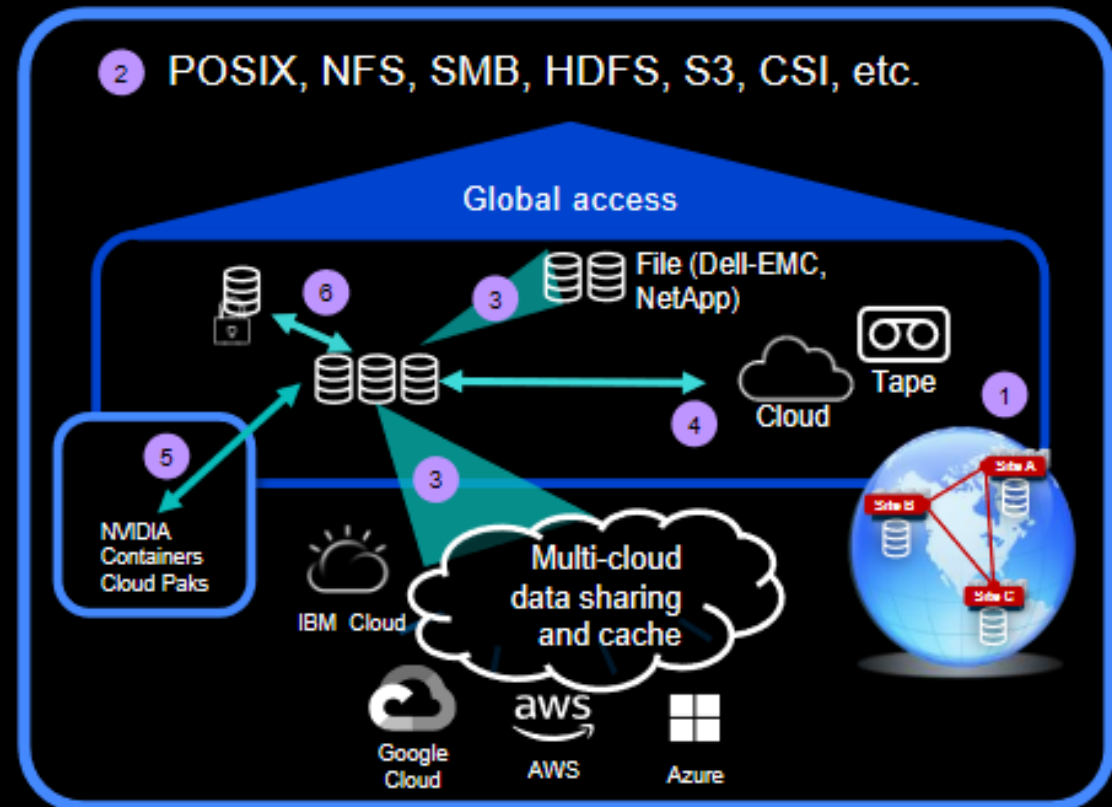 2 POSIX, NFS, SMB, HDFS, S3, CSI, etc.
Global access
6
3
File (Dell-EMC,
NetApp)
Tape
Cloud
1
4
5
3
Site A
Site B
Site C
NVIDIA
Containers
Cloud Paks
IBM Cloud
Multi-cloud
data sharing
and cache
Google
Cloud
aws
AWS
Azure